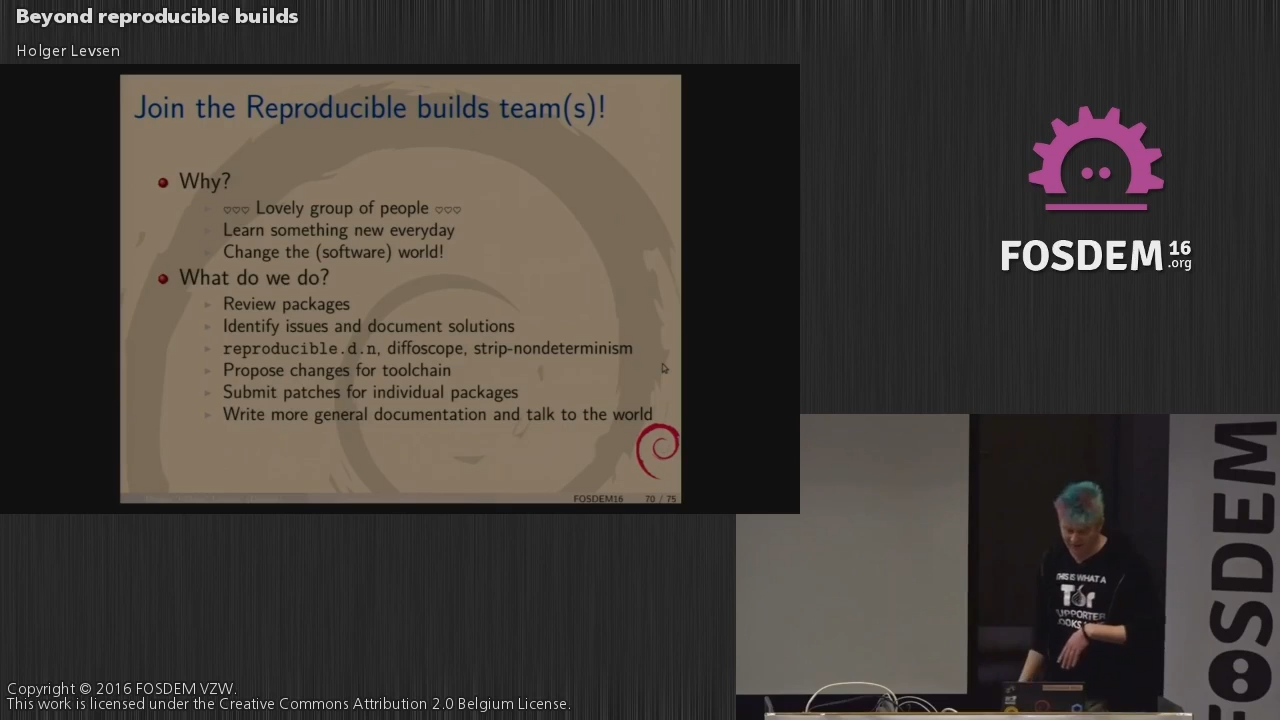 Beyond reproducible builds
Holger Levsen
Join the Reproducible builds team(s)!
Why?
♡♡♡ Lovely group of people ♡♡♡
Learn something new everyday
Change the (software) world!
What do we do?
Review packages
Identify issues and document solutions
reproducible.d.n, diffoscope, strip-nondeterminism
Propose changes for toolchain
Submit patches for individual packages
Write more general documentation and talk to the world
FOSDEM16 70 / 75
FOSDEM 16
.org
THIS IS WHAT A
Tor
SUPPORTER
LOOKS
FOSDEM
Copyright © 2016 FOSDEM VZW.
This work is licensed under the Creative Commons Attribution 2.0 Belgium License.